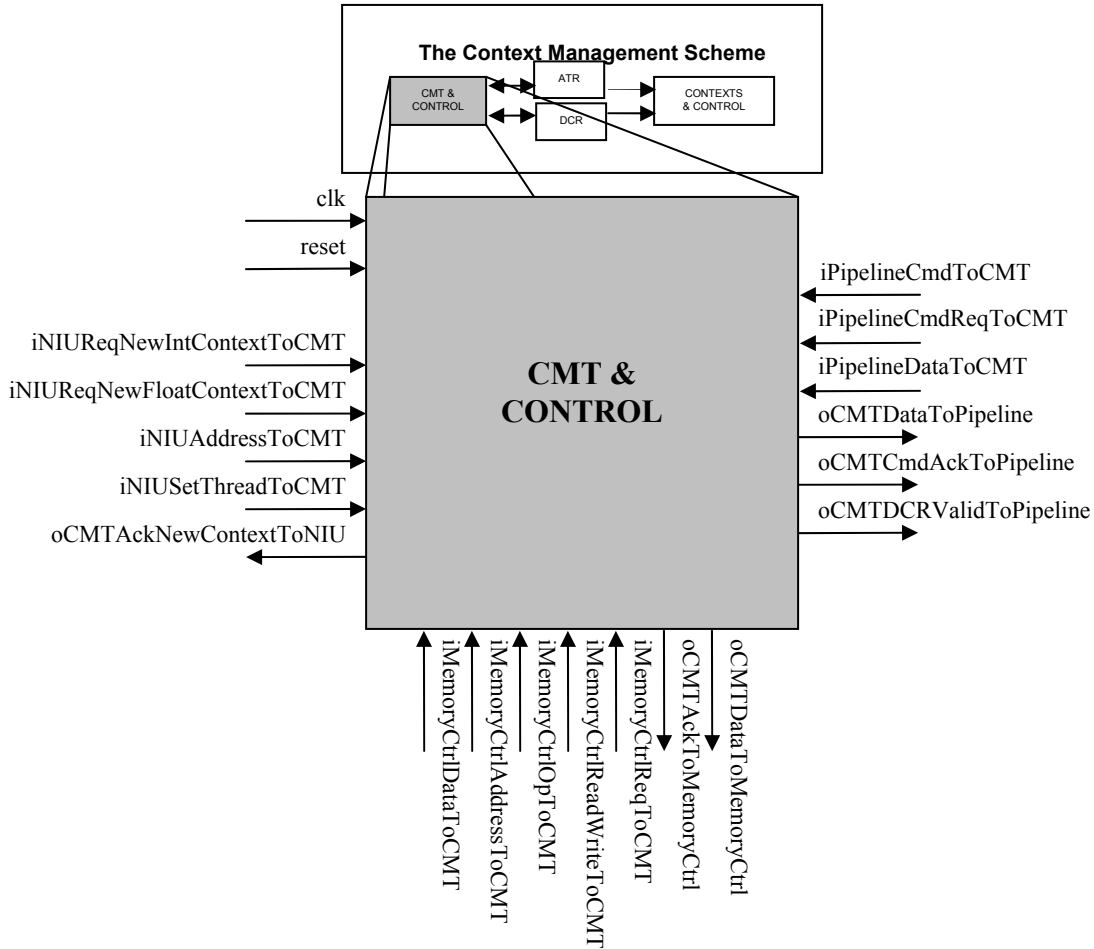 The Context Management Scheme
CMT &
CONTROL
ATR
DCR
CONTEXTS
& CONTROL
clk
reset
iNIUReqNewIntContextToCMT
iNIUReqNewFloatContextToCMT
iNIUAddressToCMT
iNIUSetThreadToCMT
oCMTAckNewContextToNIU
CMT &
CONTROL
iPipelineCmdToCMT
iPipelineCmdReqToCMT
iPipelineDataToCMT
oCMTDataToPipeline
oCMTCmdAckToPipeline
oCMTDCRValidToPipeline
iMemoryCtrlDataToCMT
iMemoryCtrlAddressToCMT
iMemoryCtrlOpToCMT
iMemoryCtrlReadWriteToCMT
iMemoryCtrlReqToCMT
oCMTAckToMemoryCtrl
oCMTDataToMemoryCtrl